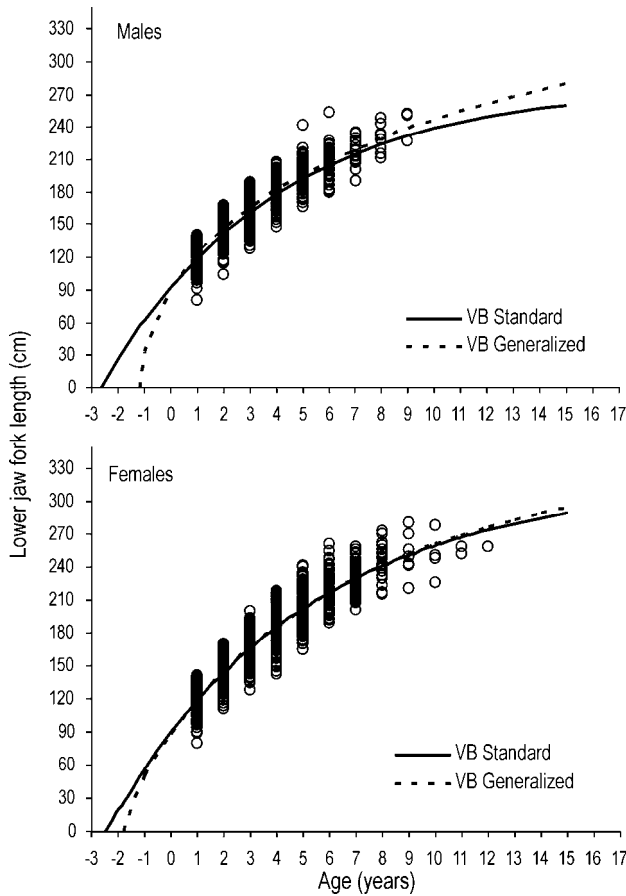 Males
330
300
270
240
210
180
150
120
90
60
30
0
VB Standard
VB Generalized
-3 -2 -1 0 1 2 3 4 5 6 7 8 9 10 11 12 13 14 15 16 17
Lower jaw fork length (cm)
Females
330
300
270
240
210
180
150
120
90
60
30
0
VB Standard
VB Generalized
-3 -2 -1 0 1 2 3 4 5 6 7 8 9 10 11 12 13 14 15 16 17
Age (years)